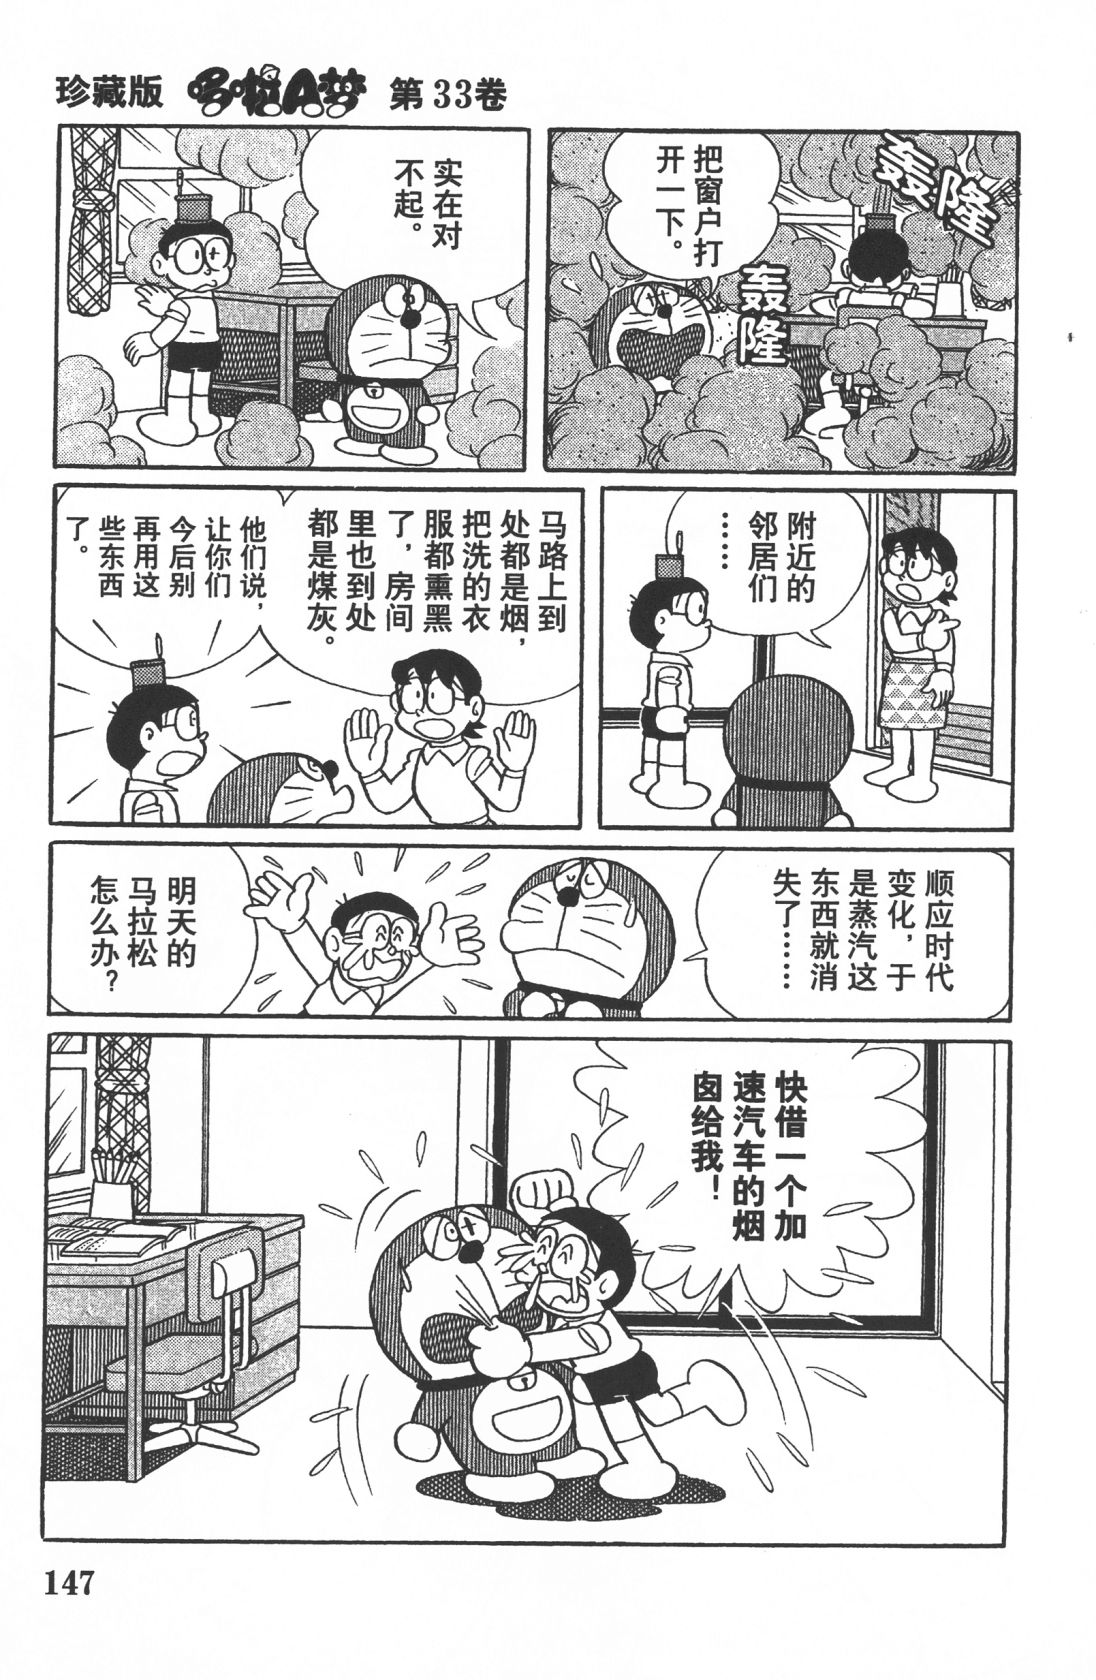 珍藏版 哆啦A梦 第33卷
把窗户打
开一下。
轰隆
轰隆
实在对
不起。
附近的
邻居们
……
马路上到
处都是烟，
把洗的衣
服都熏黑
了，房间
里也到处
都是煤灰。
他们说，
让你们
今后别
再用这
些东西
了。
顺应时代
变化，于
是蒸汽这
东西就消
失了……
明天的
马拉松
怎么办？
快借一个加
速汽车的烟
囱给我！
147